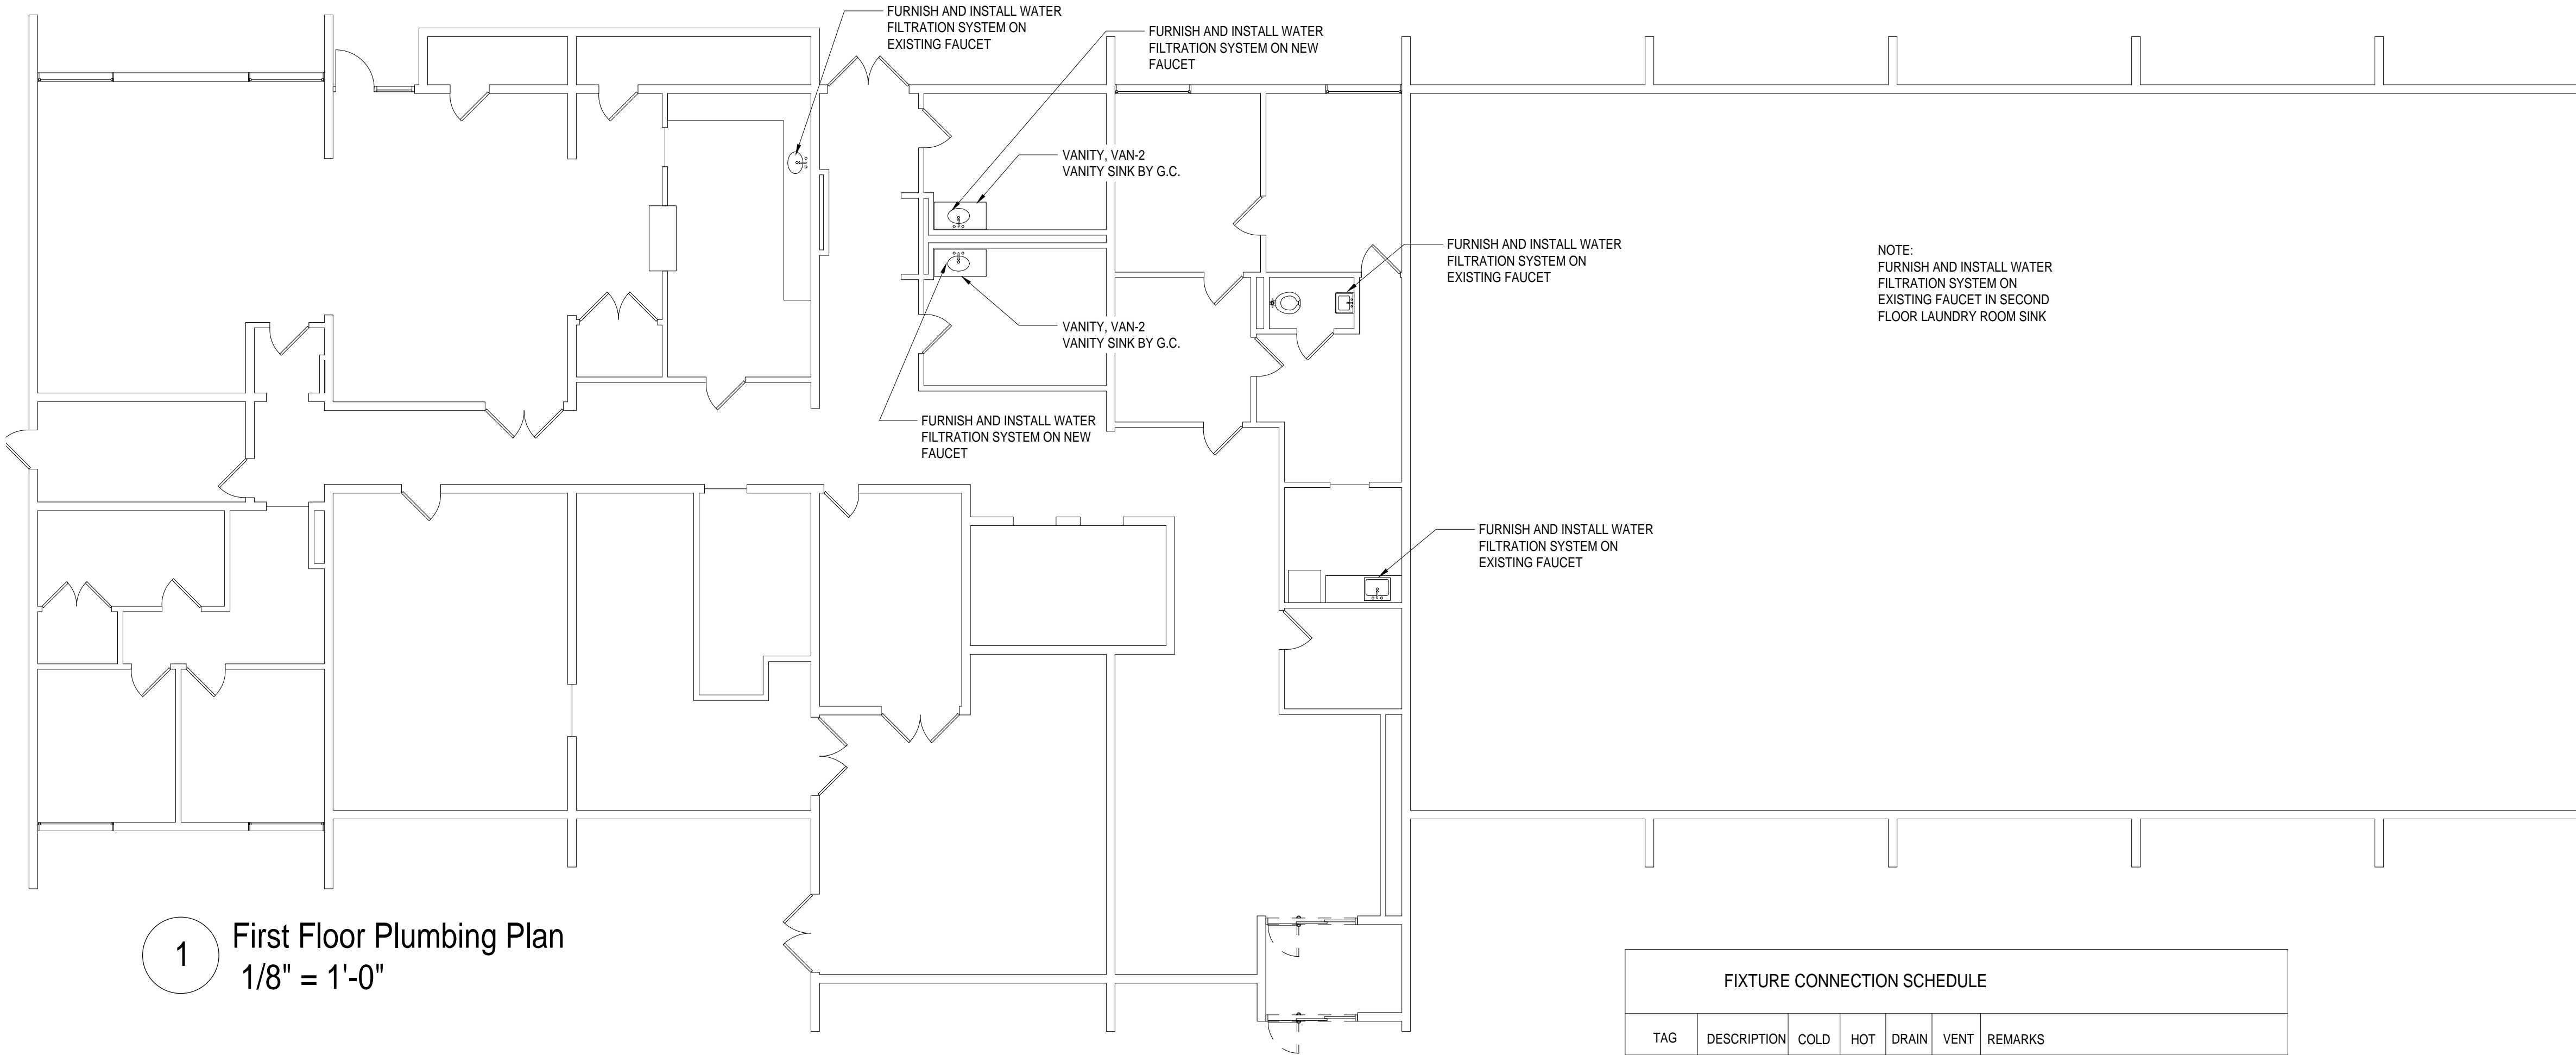 FURNISH AND INSTALL WATER
FILTRATION SYSTEM ON
EXISTING FAUCET
FURNISH AND INSTALL WATER
FILTRATION SYSTEM ON NEW
FAUCET
VANITY, VAN-2
VANITY SINK BY G.C.
FURNISH AND INSTALL WATER
FILTRATION SYSTEM ON
EXISTING FAUCET
NOTE:
FURNISH AND INSTALL WATER
FILTRATION SYSTEM ON
EXISTING FAUCET IN SECOND
FLOOR LAUNDRY ROOM SINK
VANITY, VAN-2
VANITY SINK BY G.C.
FURNISH AND INSTALL WATER
FILTRATION SYSTEM ON NEW
FAUCET
FURNISH AND INSTALL WATER
FILTRATION SYSTEM ON
EXISTING FAUCET
1
First Floor Plumbing Plan
1/8" = 1'-0"
FIXTURE CONNECTION SCHEDULE
TAG DESCRIPTION COLD HOT DRAIN VENT REMARKS